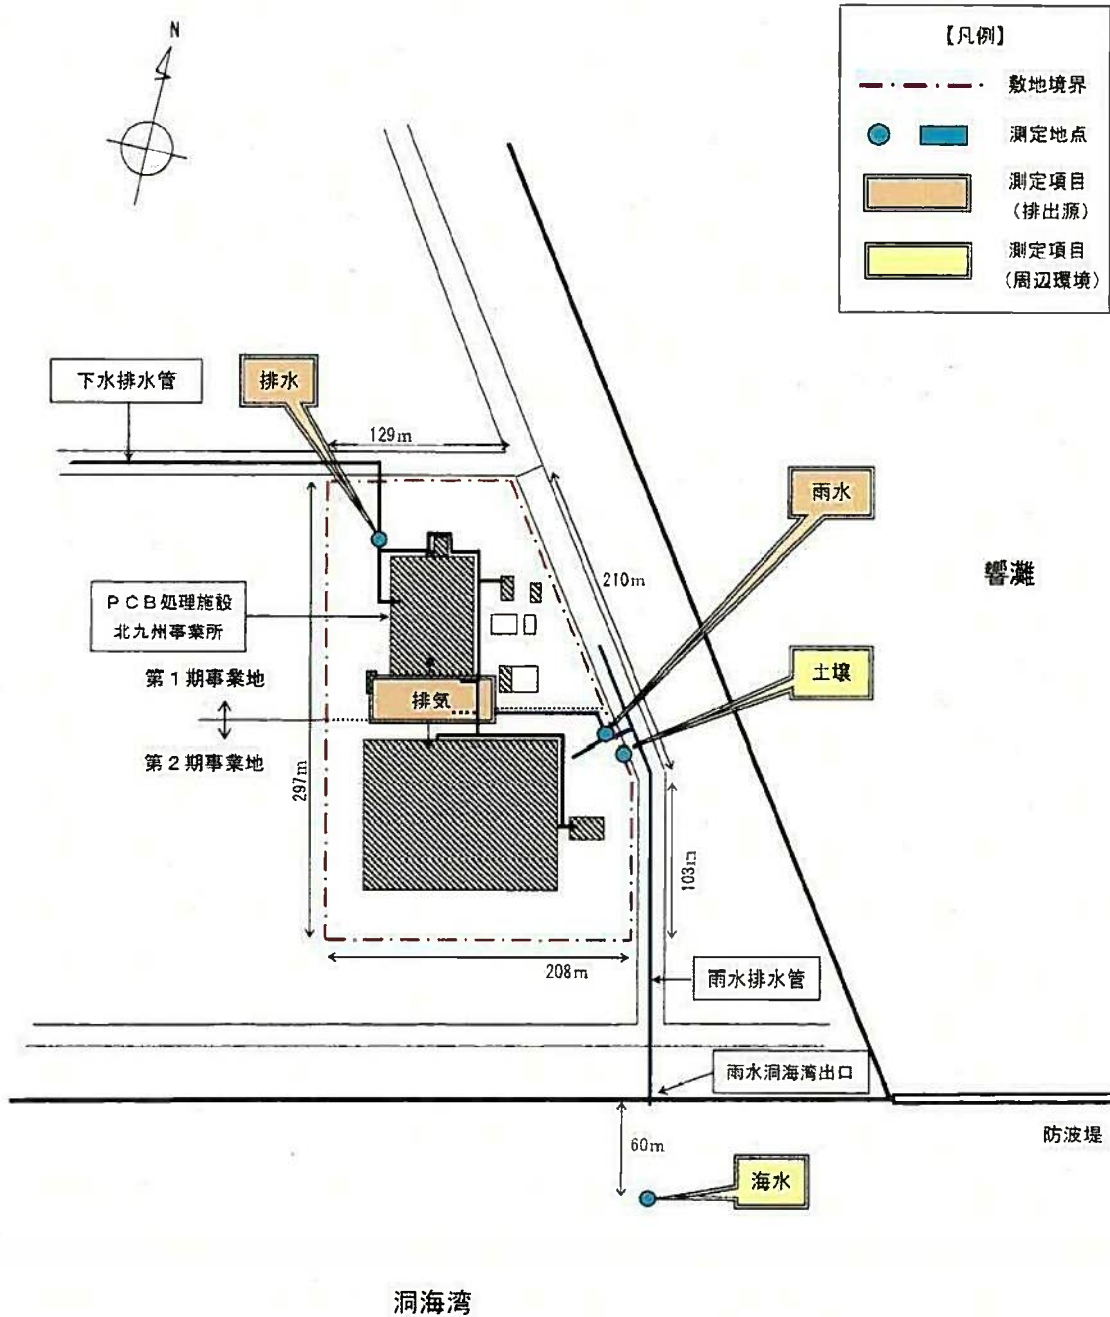 N
【凡例】
敷地境界
測定地点
測定項目
(排出源)
測定項目
(周辺環境)
下水排水管
排水
129m
雨水
響灘
210m
PCB処理施設
北九州事業所
土壌
第1期事業地
排気
第2期事業地
297m
103m
208m
雨水排水管
雨水洞海湾出口
防波堤
60m
海水
洞海湾